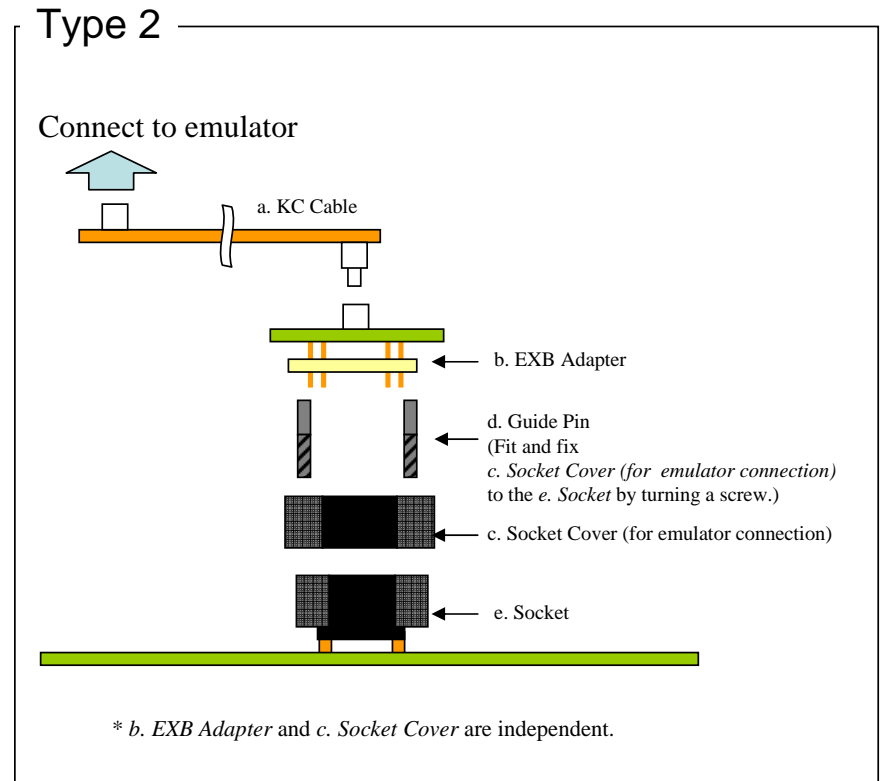 Type 2
Connect to emulator
a. KC Cable
b. EXB Adapter
d. Guide Pin
(Fit and fix
c. Socket Cover (for emulator connection)
to the e. Socket by turning a screw.)
c. Socket Cover (for emulator connection)
e. Socket
* b. EXB Adapter and c. Socket Cover are independent.